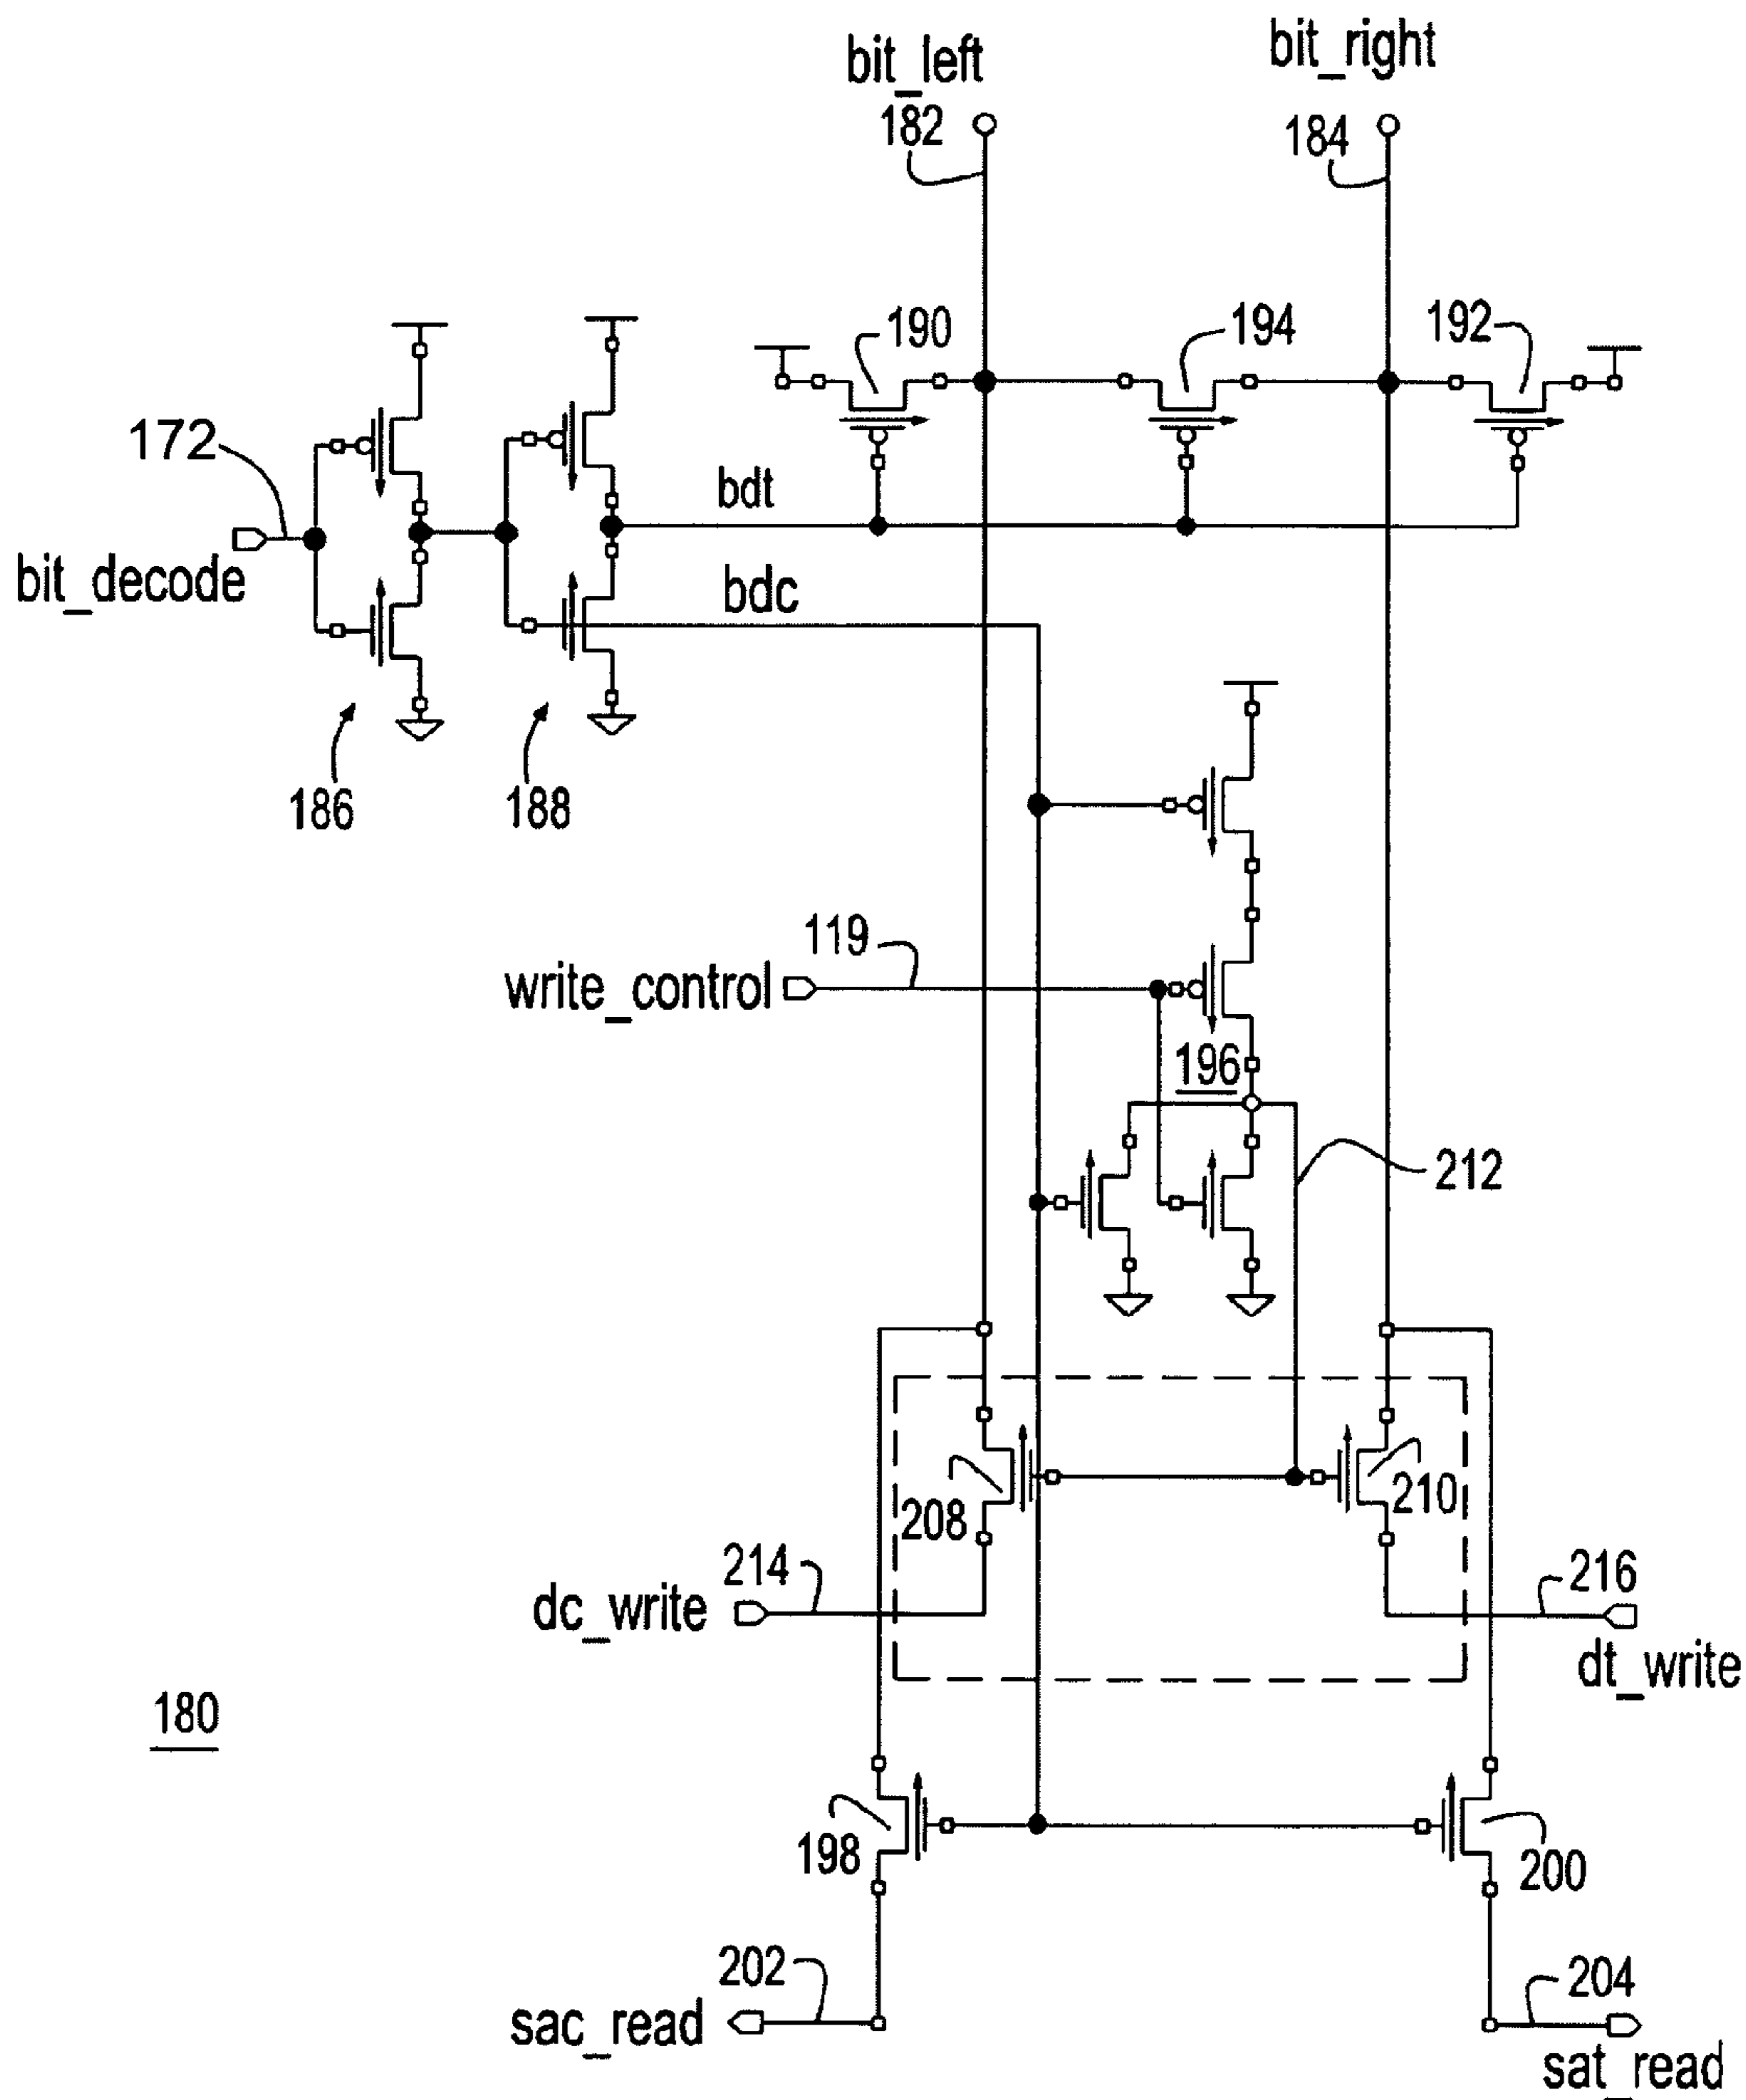 bit_left
bit_right
182
184
190
194
192
172
bit_decode
bdt
bdc
186
188
119
write_control
196
212
208
210
214
dc_write
216
dt_write
180
198
200
202
sac_read
204
sat_read